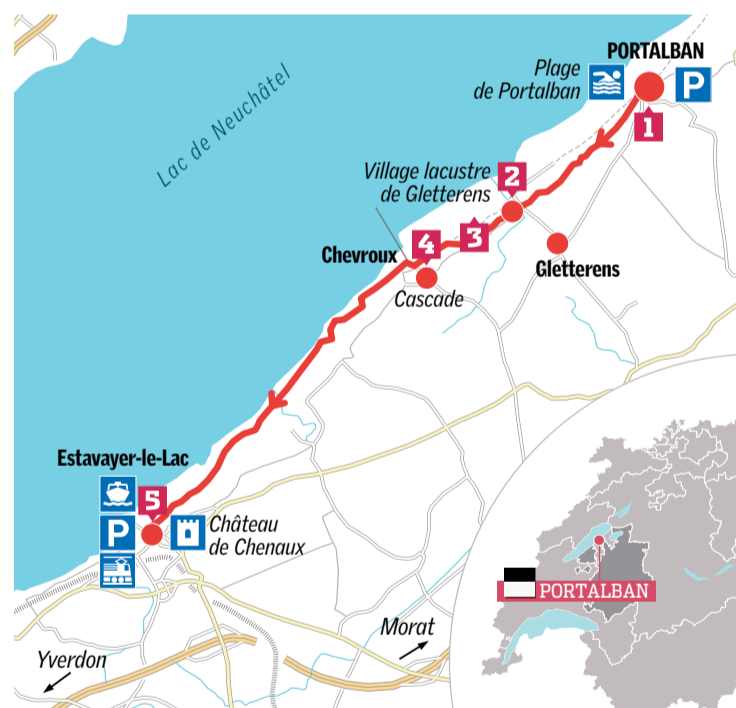 PORTALBAN
Plage
de Portalban
P
1
Lac de Neuchâtel
Village lacustre
de Gletterens
2
3
4
Chevroux
Gletterens
Cascade
Estavayer-le-Lac
5
P
Château
de Chenaux
PORTALBAN
Morat
Yverdon